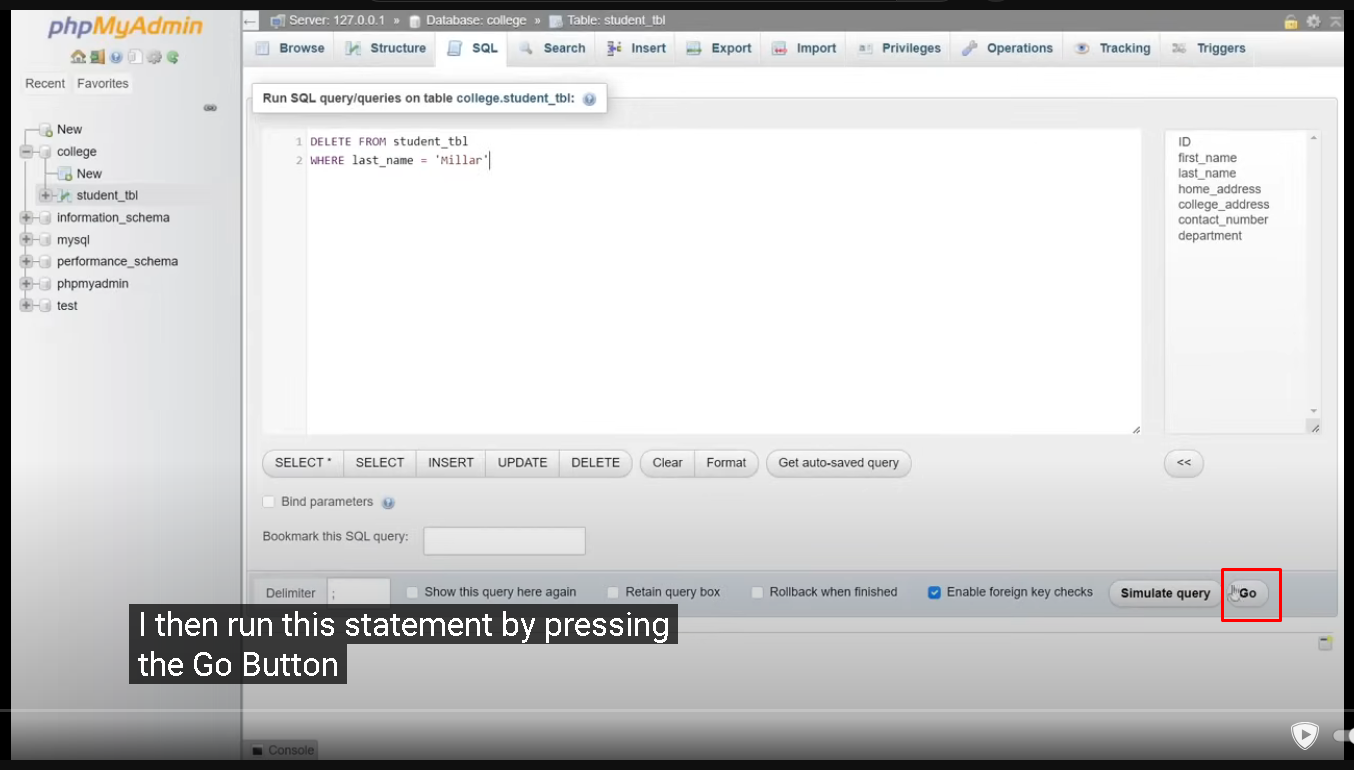 phpMyAdmin
Recent Favorites
New
college
New
student_tbl
information_schema
mysql
performance_schema
phpmyadmin
test
Server: 127.0.0.1 » Database: college » Table: student_tbl
Browse Structure SQL Search Insert Export Import Privileges Operations Tracking Triggers
Run SQL query/queries on table college.student_tbl:
1 DELETE FROM student_tbl
2 WHERE last_name = 'Millar'
ID
first_name
last_name
home_address
college_address
contact_number
department
SELECT * SELECT INSERT UPDATE DELETE Clear Format Get auto-saved query <<
Bind parameters
Bookmark this SQL query:
Delimiter ; Show this query here again Retain query box Rollback when finished Enable foreign key checks Simulate query Go
I then run this statement by pressing
the Go Button
Console